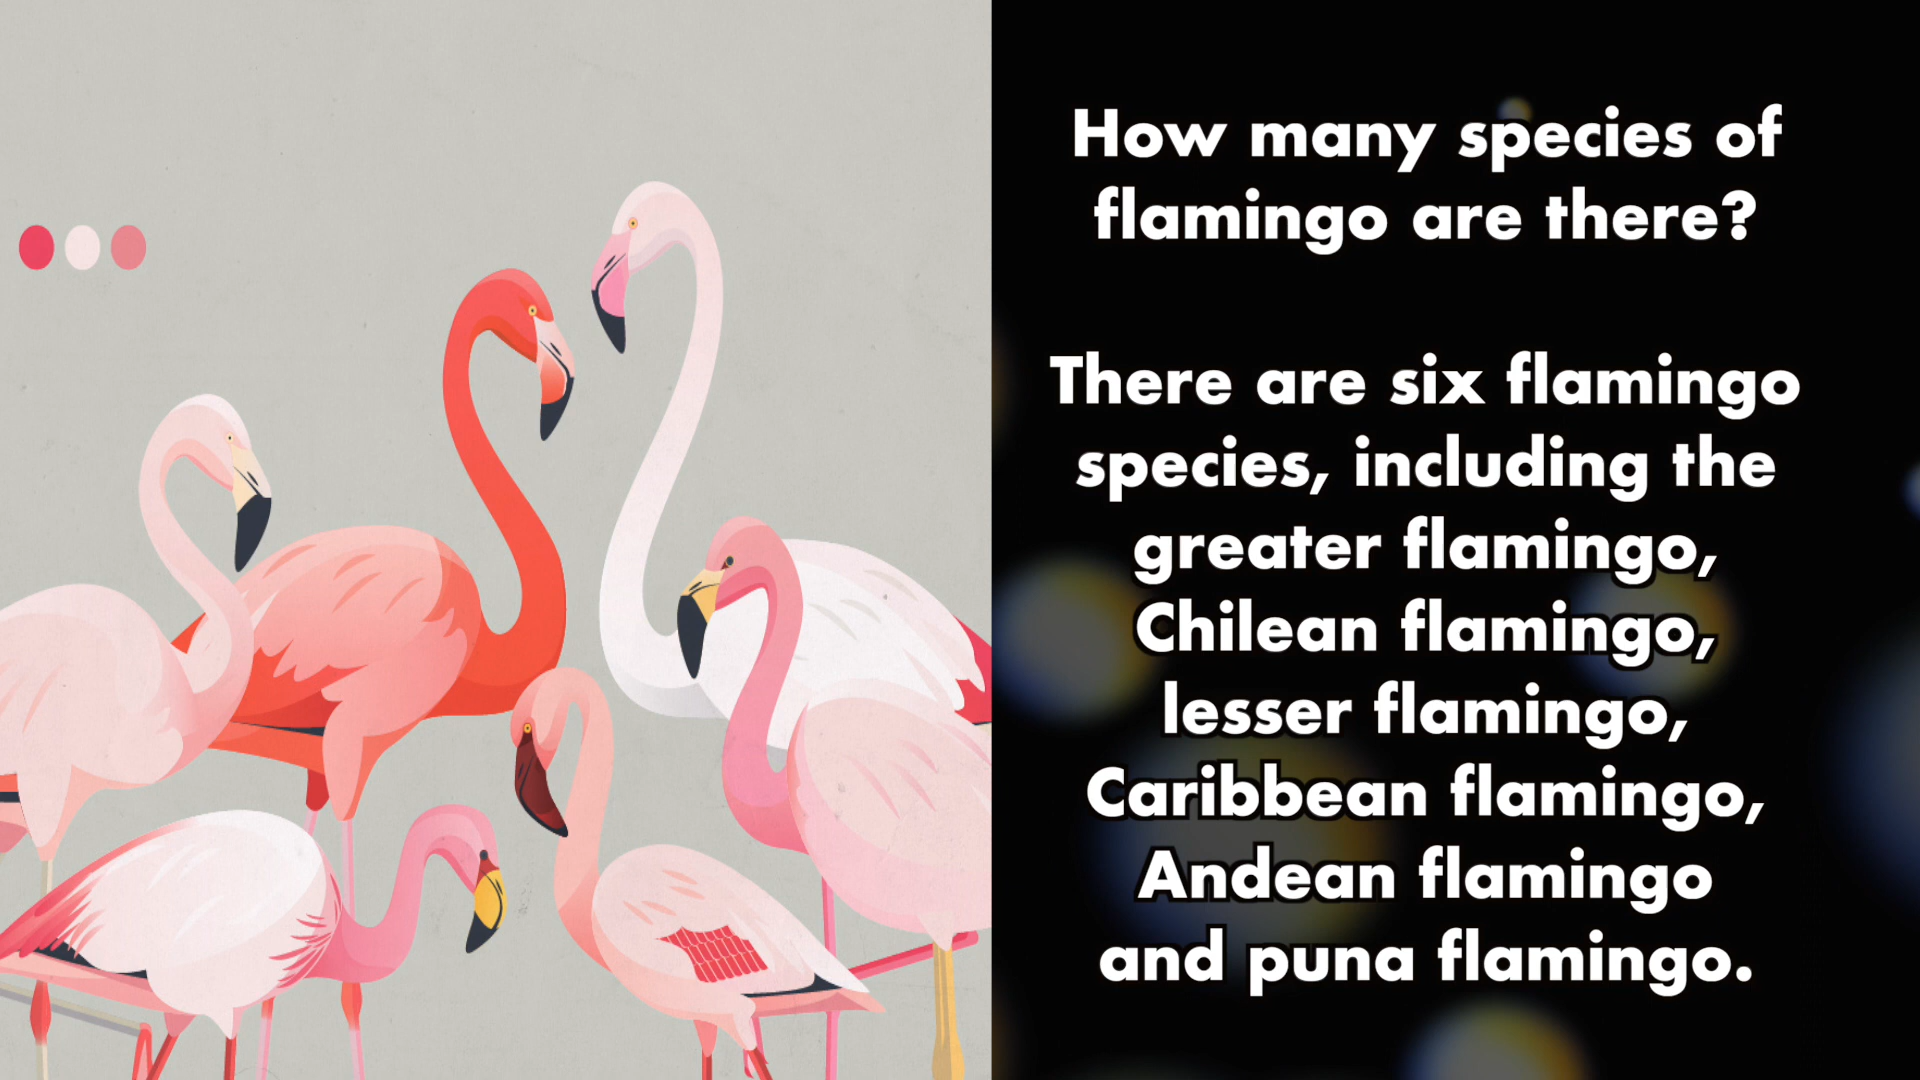 How many species of
flamingo are there?
There are six flamingo
species, including the
greater flamingo,
Chilean flamingo,
lesser flamingo,
Caribbean flamingo,
Andean flamingo
and puna flamingo.